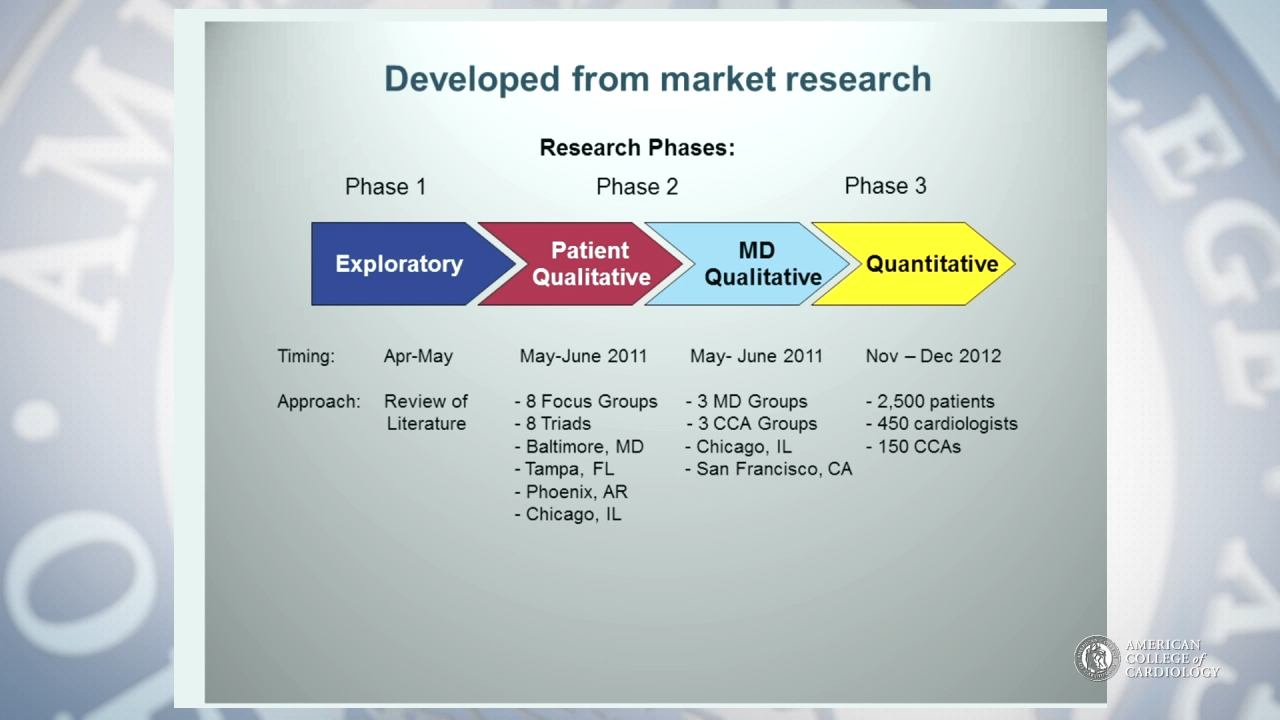 Developed from market research
Research Phases:
Phase 1 Phase 2 Phase 3
Exploratory
Patient
Qualitative
MD
Qualitative
Quantitative
Timing: Apr-May May-June 2011 May- June 2011 Nov – Dec 2012
Approach: Review of - 8 Focus Groups - 3 MD Groups - 2,500 patients
Literature - 8 Triads - 3 CCA Groups - 450 cardiologists
- Baltimore, MD - Chicago, IL - 150 CCAs
- Tampa, FL - San Francisco, CA
- Phoenix, AR
- Chicago, IL
AMERICAN
COLLEGE of
CARDIOLOGY